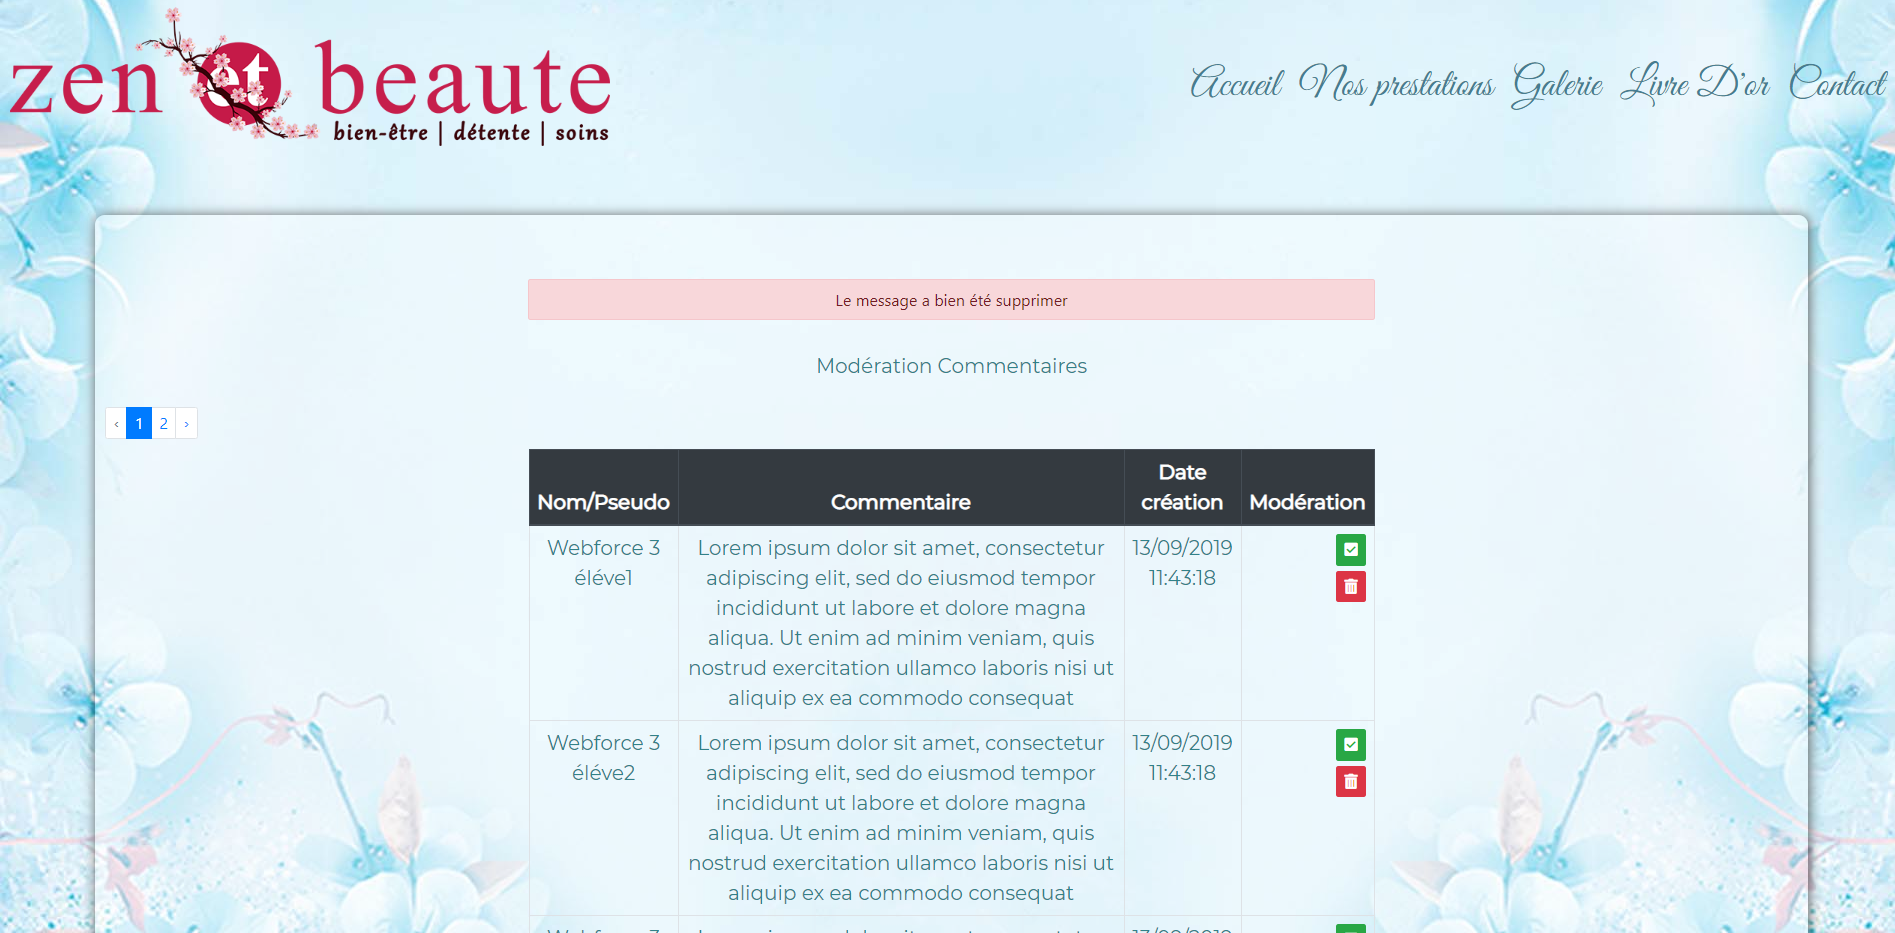 zen et beaute
bien-être | détente | soins
Accueil Nos prestations Galerie Livre D'or Contact
Le message a bien été supprimer
Modération Commentaires
‹ 1 2 ›
Nom/Pseudo Commentaire Date création Modération
Webforce 3 Lorem ipsum dolor sit amet, consectetur 13/09/2019
éléve1 adipiscing elit, sed do eiusmod tempor 11:43:18
incididunt ut labore et dolore magna
aliqua. Ut enim ad minim veniam, quis
nostrud exercitation ullamco laboris nisi ut
aliquip ex ea commodo consequat
Webforce 3 Lorem ipsum dolor sit amet, consectetur 13/09/2019
éléve2 adipiscing elit, sed do eiusmod tempor 11:43:18
incididunt ut labore et dolore magna
aliqua. Ut enim ad minim veniam, quis
nostrud exercitation ullamco laboris nisi ut
aliquip ex ea commodo consequat